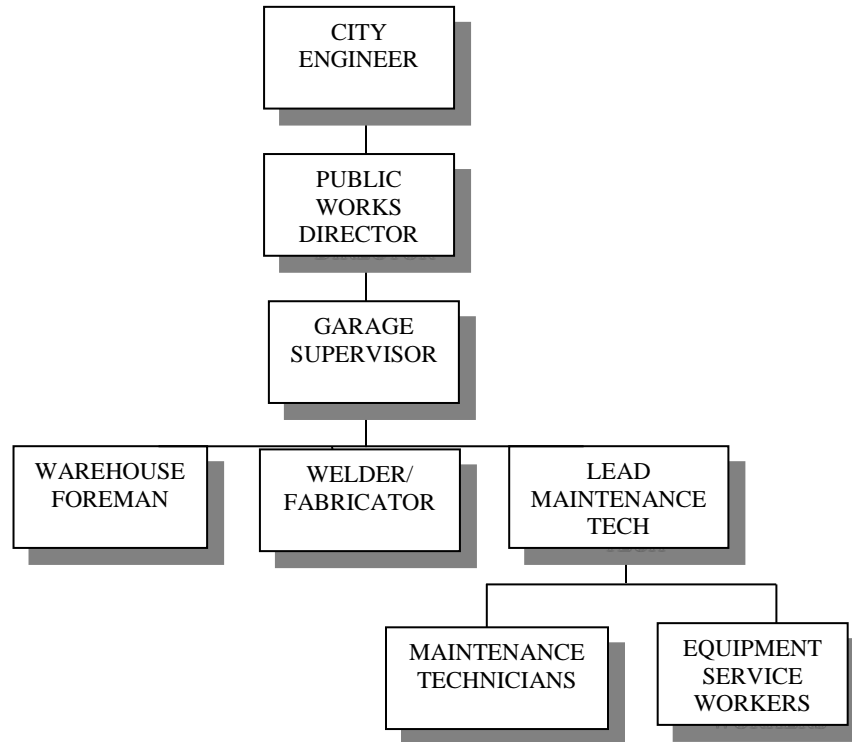 CITY
ENGINEER
PUBLIC
WORKS
DIRECTOR
GARAGE
SUPERVISOR
WAREHOUSE
FOREMAN
WELDER/
FABRICATOR
LEAD
MAINTENANCE
TECH
MAINTENANCE
TECHNICIANS
EQUIPMENT
SERVICE
WORKERS